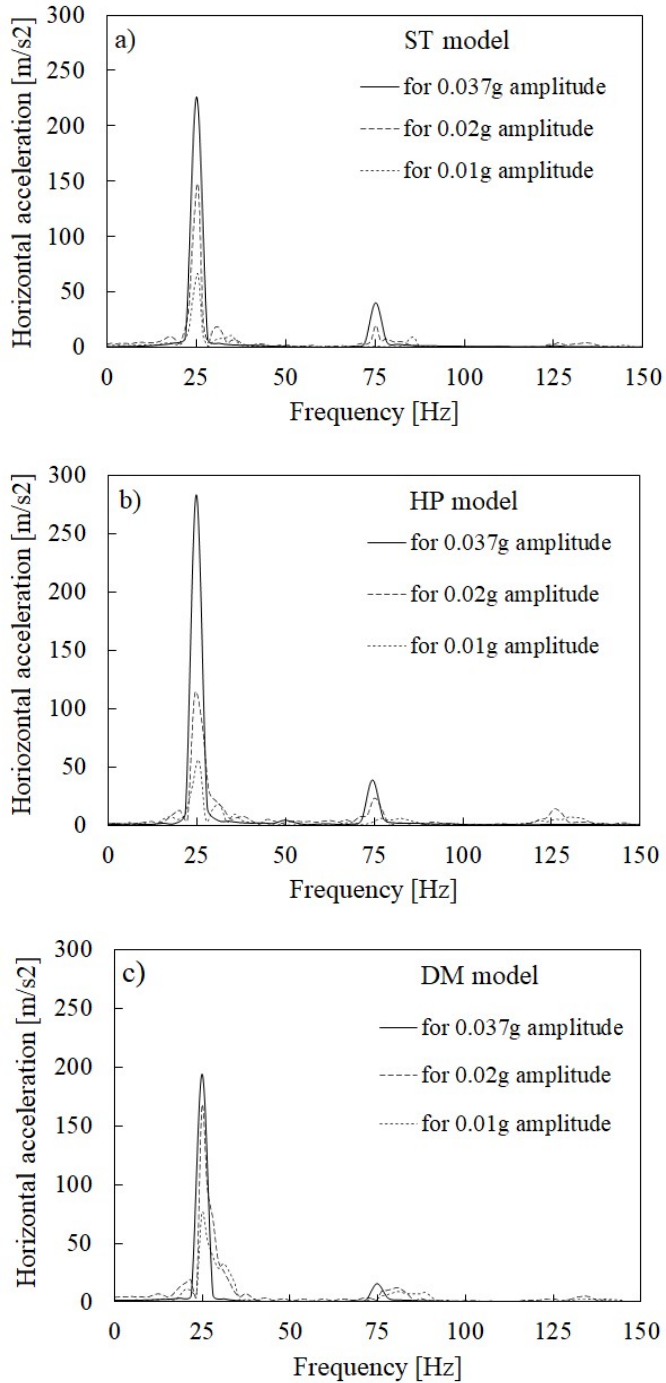 300
a)
ST model
250
for 0.037g amplitude
200
for 0.02g amplitude
150
for 0.01g amplitude
100
50
0
0 25 50 75 100 125 150
Frequency [Hz]
Horizontal acceleration [m/s2]
300
b)
HP model
250
for 0.037g amplitude
200
for 0.02g amplitude
150
for 0.01g amplitude
100
50
0
0 25 50 75 100 125 150
Frequency [Hz]
Horiozontal acceleration [m/s2]
300
c)
DM model
250
for 0.037g amplitude
200
for 0.02g amplitude
150
for 0.01g amplitude
100
50
0
0 25 50 75 100 125 150
Frequency [Hz]
Horizontal acceleration [m/s2]